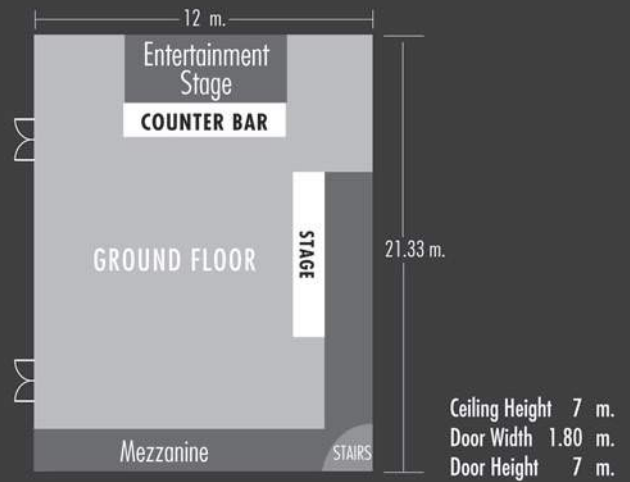 12 m.
Entertainment
Stage
COUNTER BAR
STAGE
GROUND FLOOR
21.33 m.
Mezzanine
STAIRS
Ceiling Height 7 m.
Door Width 1.80 m.
Door Height 7 m.